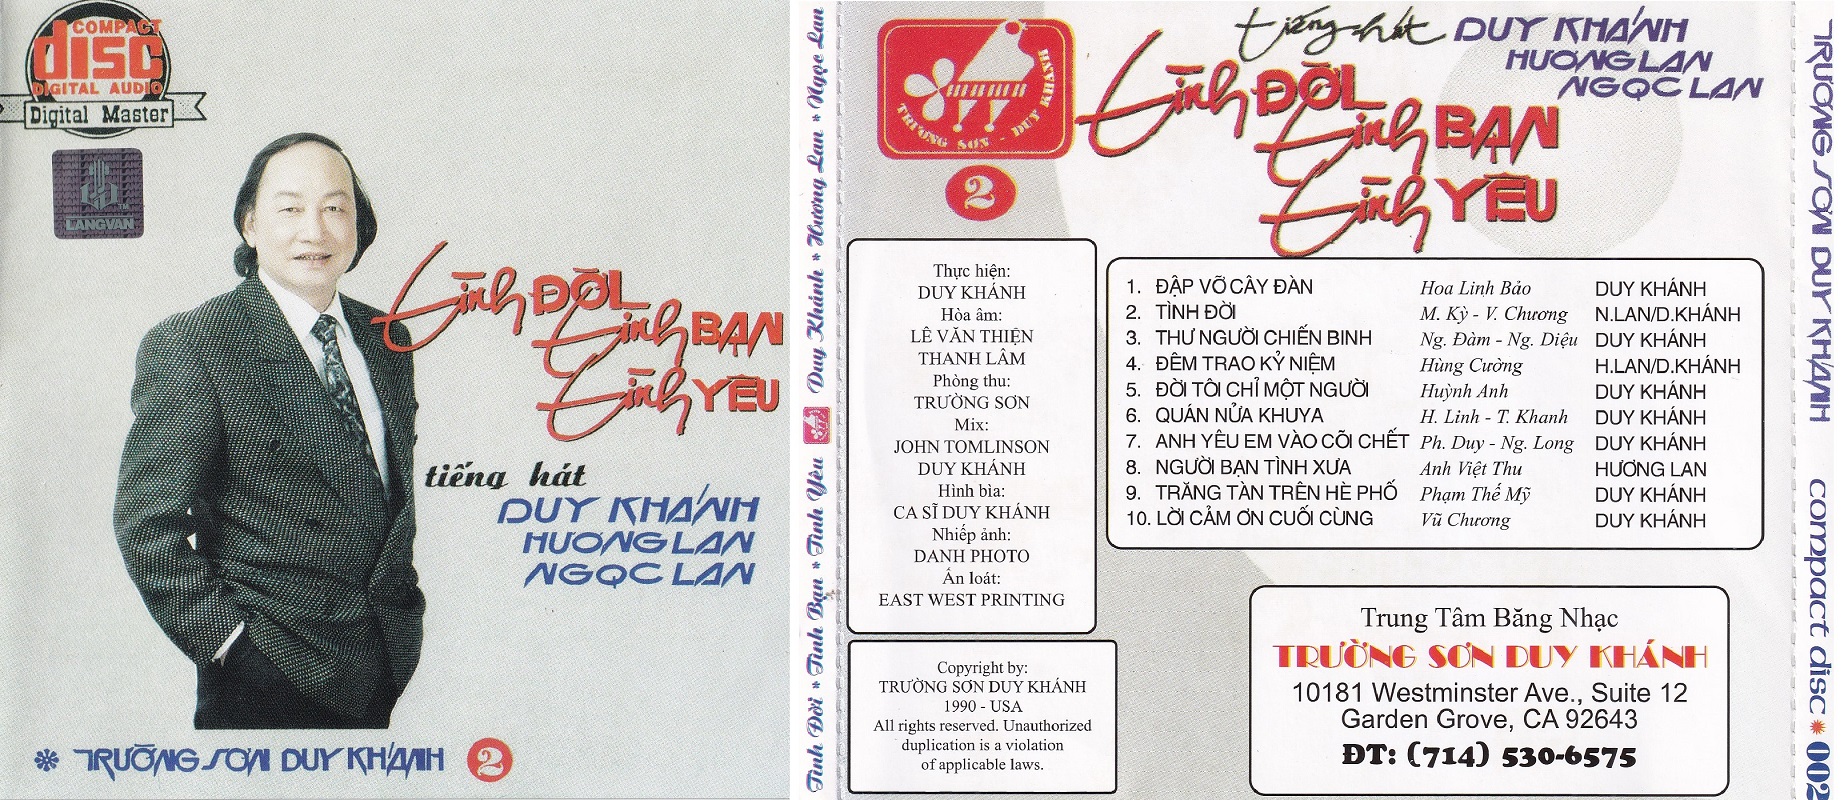 COMPACT
disc
DIGITAL AUDIO
Digital Master
LANGVAN
Tình ĐỜI
Tình BẠN
Tình YÊU
tiếng hát
DUY KHÁNH
HƯƠNG LAN
NGỌC LAN
TRƯỜNG SƠN DUY KHÁNH 2
Tình Đời * Tình Bạn * Tình Yêu Duy Khánh * Hương Lan * Ngọc Lan
TRƯỜNG SƠN - DUY KHÁNH
2
tiếng hát DUY KHÁNH
HƯƠNG LAN
NGỌC LAN
Tình ĐỜI
Tình BẠN
Tình YÊU
Thực hiện:
DUY KHÁNH
Hòa âm:
LÊ VĂN THIỆN
THANH LÂM
Phòng thu:
TRƯỜNG SƠN
Mix:
JOHN TOMLINSON
DUY KHÁNH
Hình bìa:
CA SĨ DUY KHÁNH
Nhiếp ảnh:
DANH PHOTO
Ấn loát:
EAST WEST PRINTING
Copyright by:
TRƯỜNG SƠN DUY KHÁNH
1990 - USA
All rights reserved. Unauthorized
duplication is a violation
of applicable laws.
1. ĐẬP VỠ CÂY ĐÀN Hoa Linh Bảo DUY KHÁNH
2. TÌNH ĐỜI M. Kỳ - V. Chương N.LAN/D.KHÁNH
3. THƯ NGƯỜI CHIẾN BINH Ng. Đàm - Ng. Diệu DUY KHÁNH
4. ĐÊM TRAO KỶ NIỆM Hùng Cường H.LAN/D.KHÁNH
5. ĐỜI TÔI CHỈ MỘT NGƯỜI Huỳnh Anh DUY KHÁNH
6. QUÁN NỬA KHUYA H. Linh - T. Khanh DUY KHÁNH
7. ANH YÊU EM VÀO CÕI CHẾT Ph. Duy - Ng. Long DUY KHÁNH
8. NGƯỜI BẠN TÌNH XƯA Anh Việt Thu HƯƠNG LAN
9. TRĂNG TÀN TRÊN HÈ PHỐ Phạm Thế Mỹ DUY KHÁNH
10. LỜI CẢM ƠN CUỐI CÙNG Vũ Chương DUY KHÁNH
Trung Tâm Băng Nhạc
TRƯỜNG SƠN DUY KHÁNH
10181 Westminster Ave., Suite 12
Garden Grove, CA 92643
ĐT: (714) 530-6575
TRƯỜNG SƠN DUY KHÁNH compact disc * 002